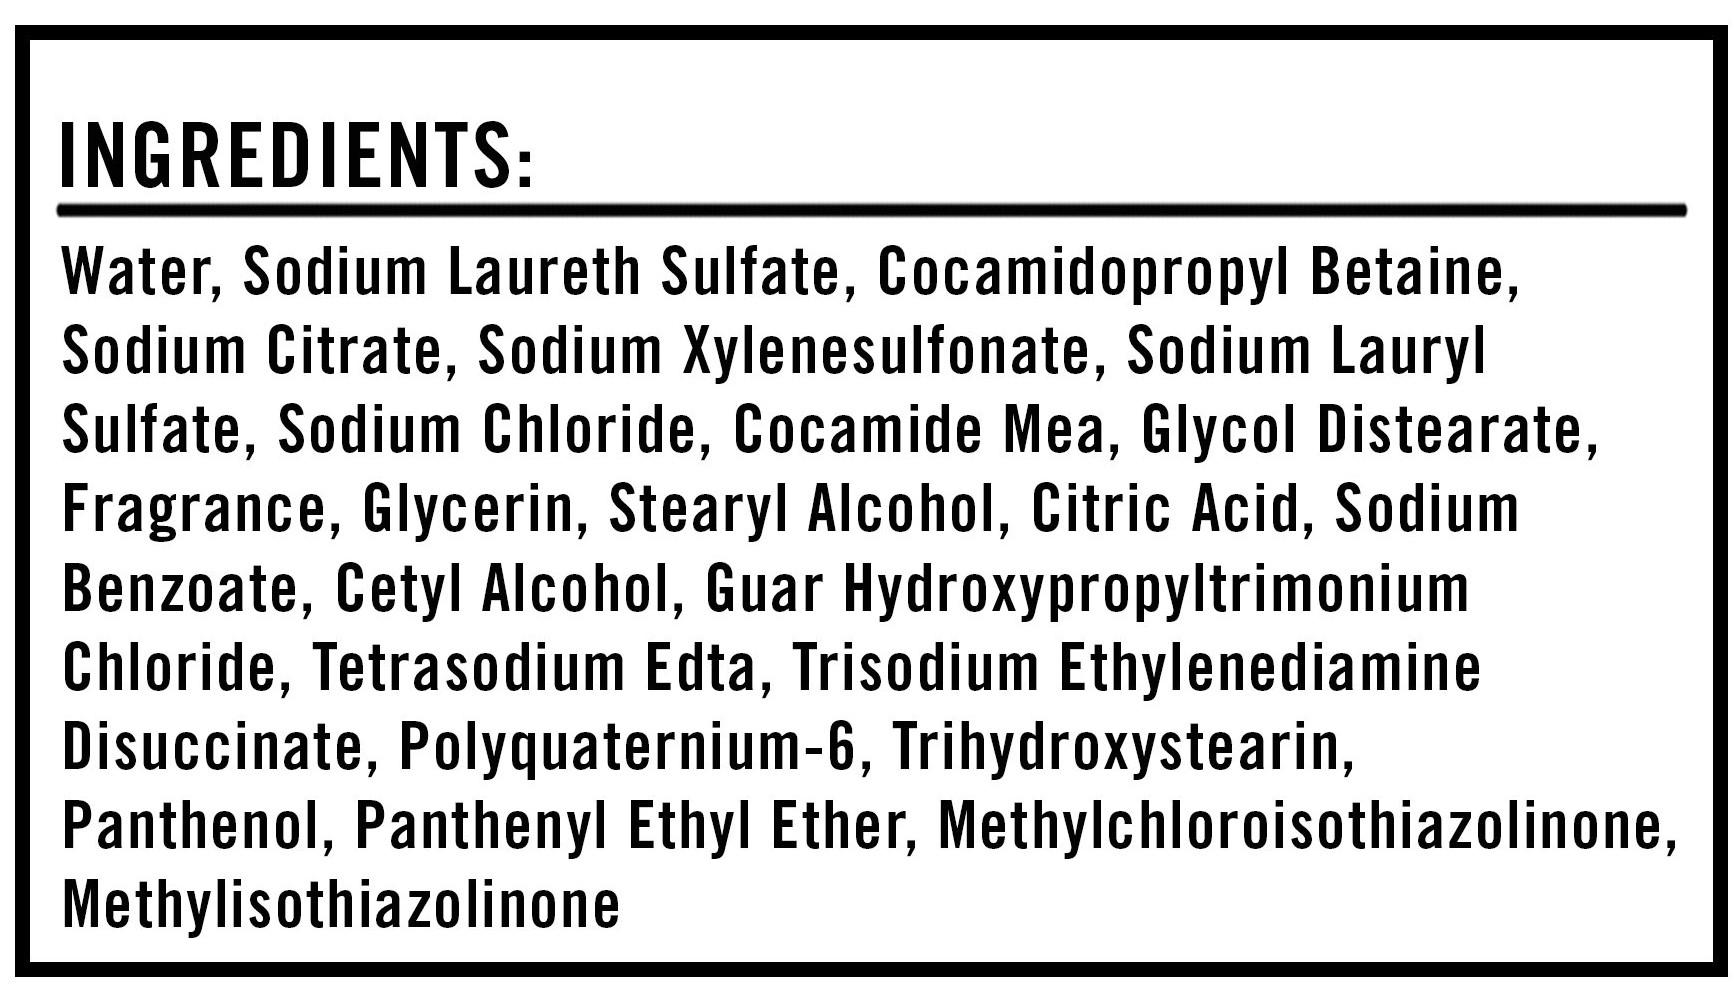 INGREDIENTS:
Water, Sodium Laureth Sulfate, Cocamidopropyl Betaine,
Sodium Citrate, Sodium Xylenesulfonate, Sodium Lauryl
Sulfate, Sodium Chloride, Cocamide Mea, Glycol Distearate,
Fragrance, Glycerin, Stearyl Alcohol, Citric Acid, Sodium
Benzoate, Cetyl Alcohol, Guar Hydroxypropyltrimonium
Chloride, Tetrasodium Edta, Trisodium Ethylenediamine
Disuccinate, Polyquaternium-6, Trihydroxystearin,
Panthenol, Panthenyl Ethyl Ether, Methylchloroisothiazolinone,
Methylisothiazolinone